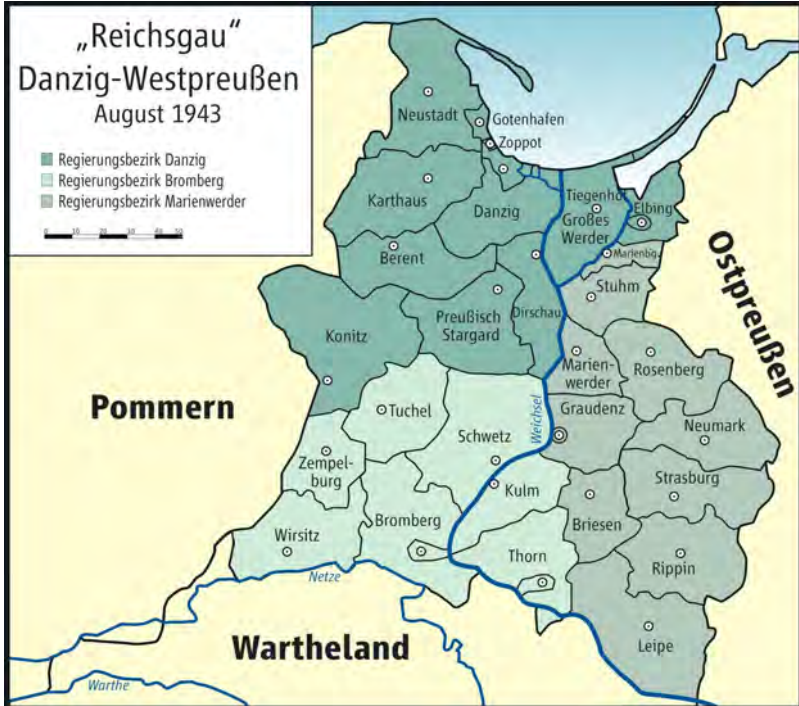 „Reichsgau“
Danzig-Westpreußen
August 1943
Regierungsbezirk Danzig
Regierungsbezirk Bromberg
Regierungsbezirk Marienwerder
0 10 20 30 40 50
Neustadt
Gotenhafen
Zoppot
Karthaus
Danzig
Tiegenhof
Großes
Werder
Elbing
Berent
Marienbg.
Stuhm
Dirschau
Preußisch
Stargard
Konitz
Ostpreußen
Marien-
werder
Rosenberg
Pommern
Tuchel
Weichsel
Graudenz
Neumark
Schwetz
Zempel-
burg
Kulm
Strasburg
Bromberg
Briesen
Wirsitz
Thorn
Rippin
Netze
Wartheland
Leipe
Warthe